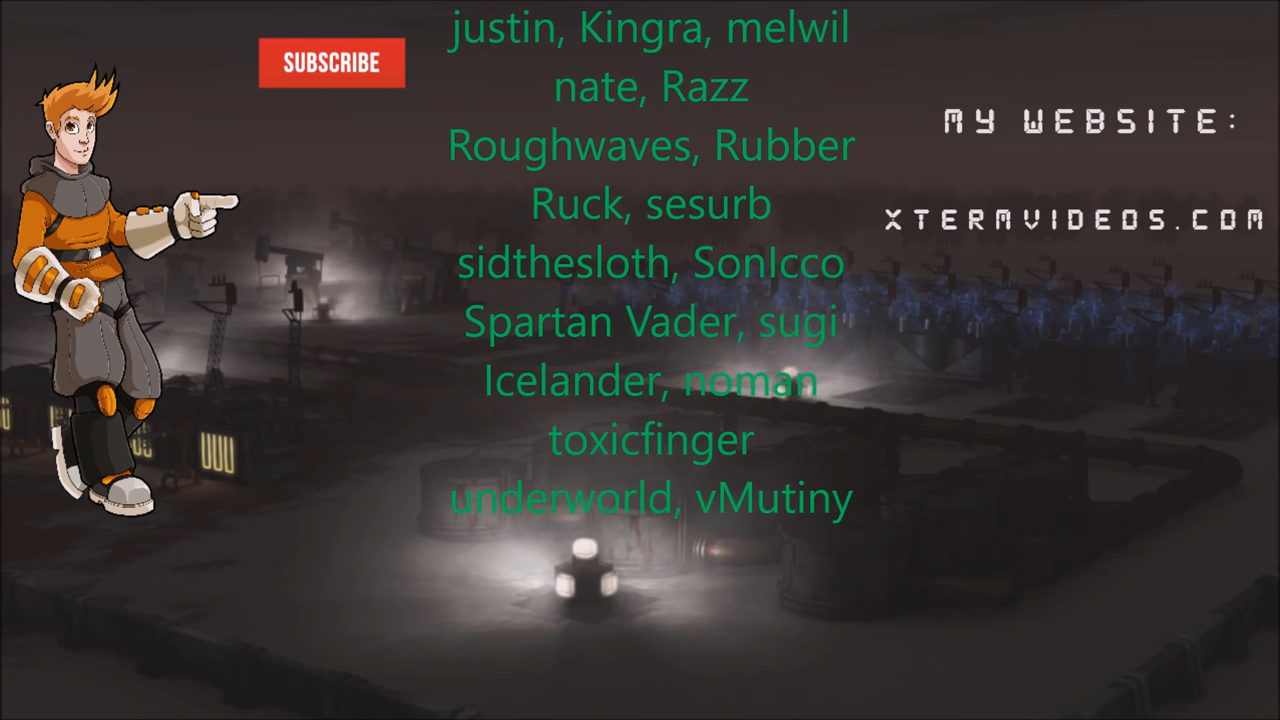 justin, Kingra, melwil
SUBSCRIBE
nate, Razz
MY WEBSITE:
Roughwaves, Rubber
Ruck, sesurb
XTERMVIDEOS.COM
sidthesloth, SonIcco
Spartan Vader, sugi
Icelander, noman
toxicfinger
underworld, vMutiny